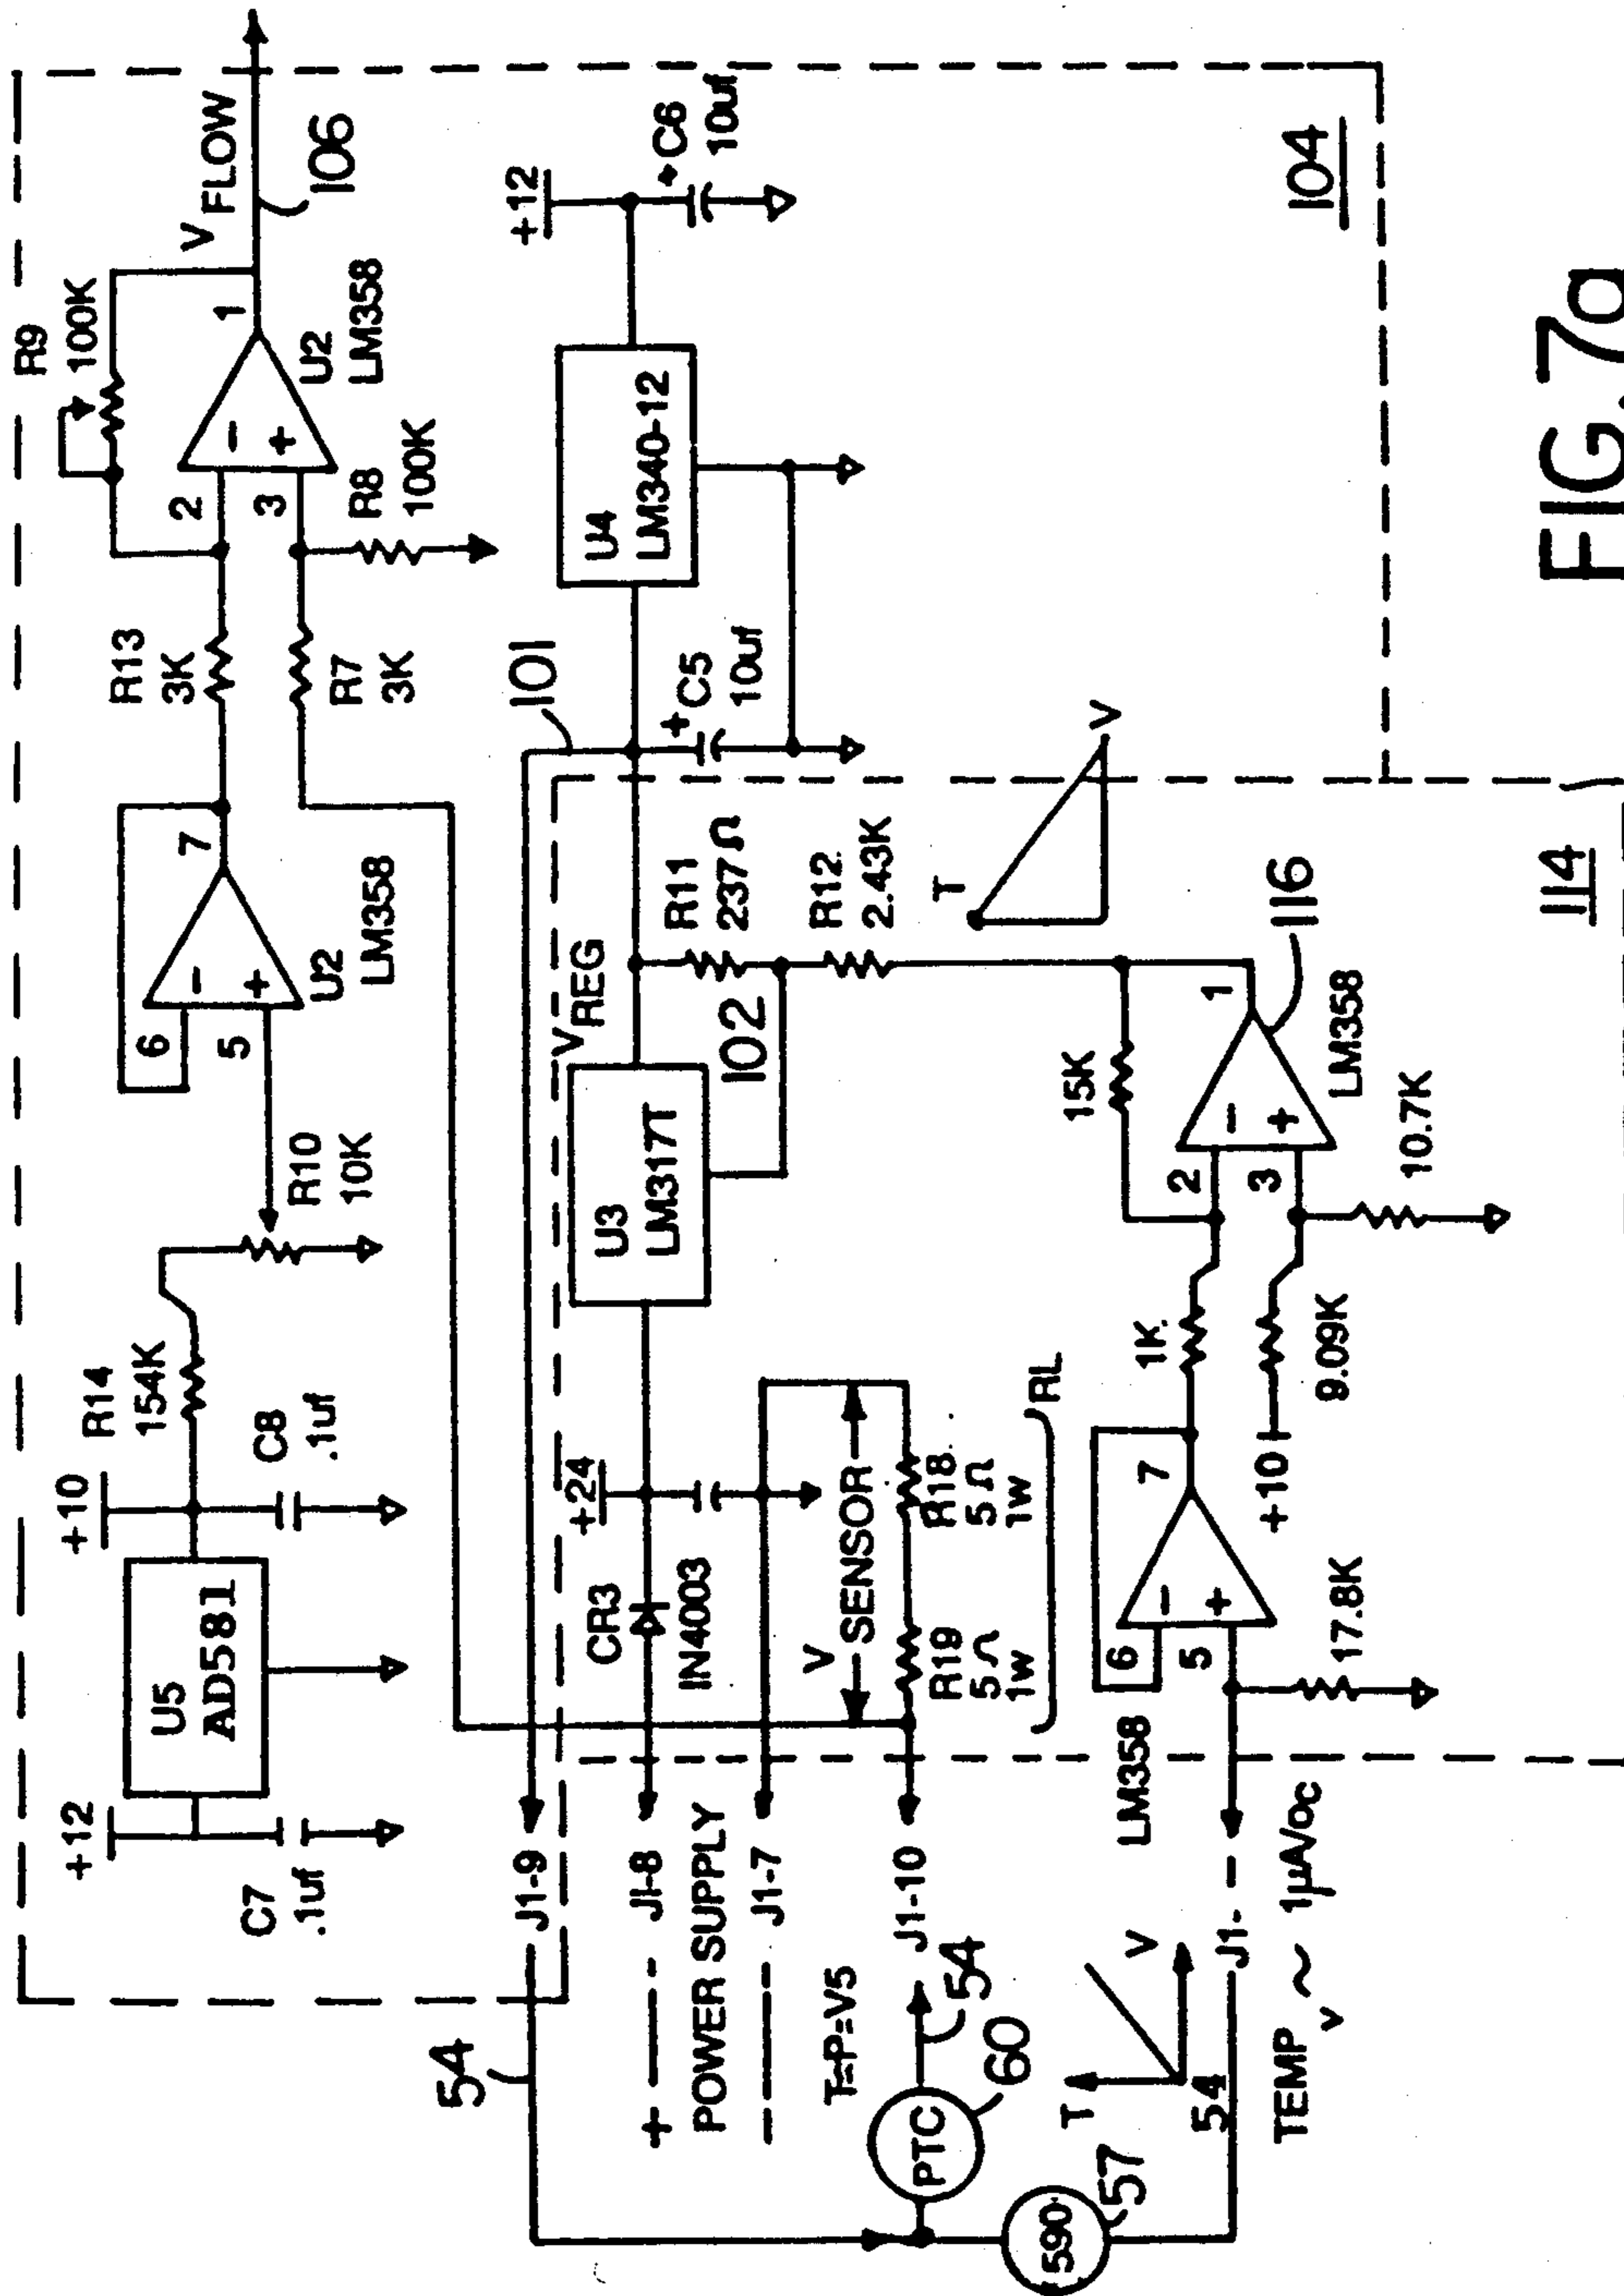 +12
C7
.1uf
U5
AD581
+10
R14
154K
C8
.1uf
R10
10K
6
5
7
U2
LM358
R13
3K
R7
3K
R9
100K
2
3
1
U2
LM358
R8
100K
V FLOW
106
54
J1-9
101
+ — - J1-8
POWER SUPPLY
J1-7
CR3
IN4003
+24
U3
LM317T
V REG
R11
237Ω
102
R12
2.43K
+C5
10uf
U4
LM340-12
+12
+C6
10uf
104
T=P=V5
J1-10
PTC
54
60
V SENSOR
R19
5Ω
1w
R18
5Ω
1w
RL
T
V
590
57
54
J1-
TEMP v ~ 1µA/oc
LM358
6
5
7
17.8K
1K
+10
9.09K
15K
2
3
1
LM358
10.7K
116
T
V
114
FIG.7a